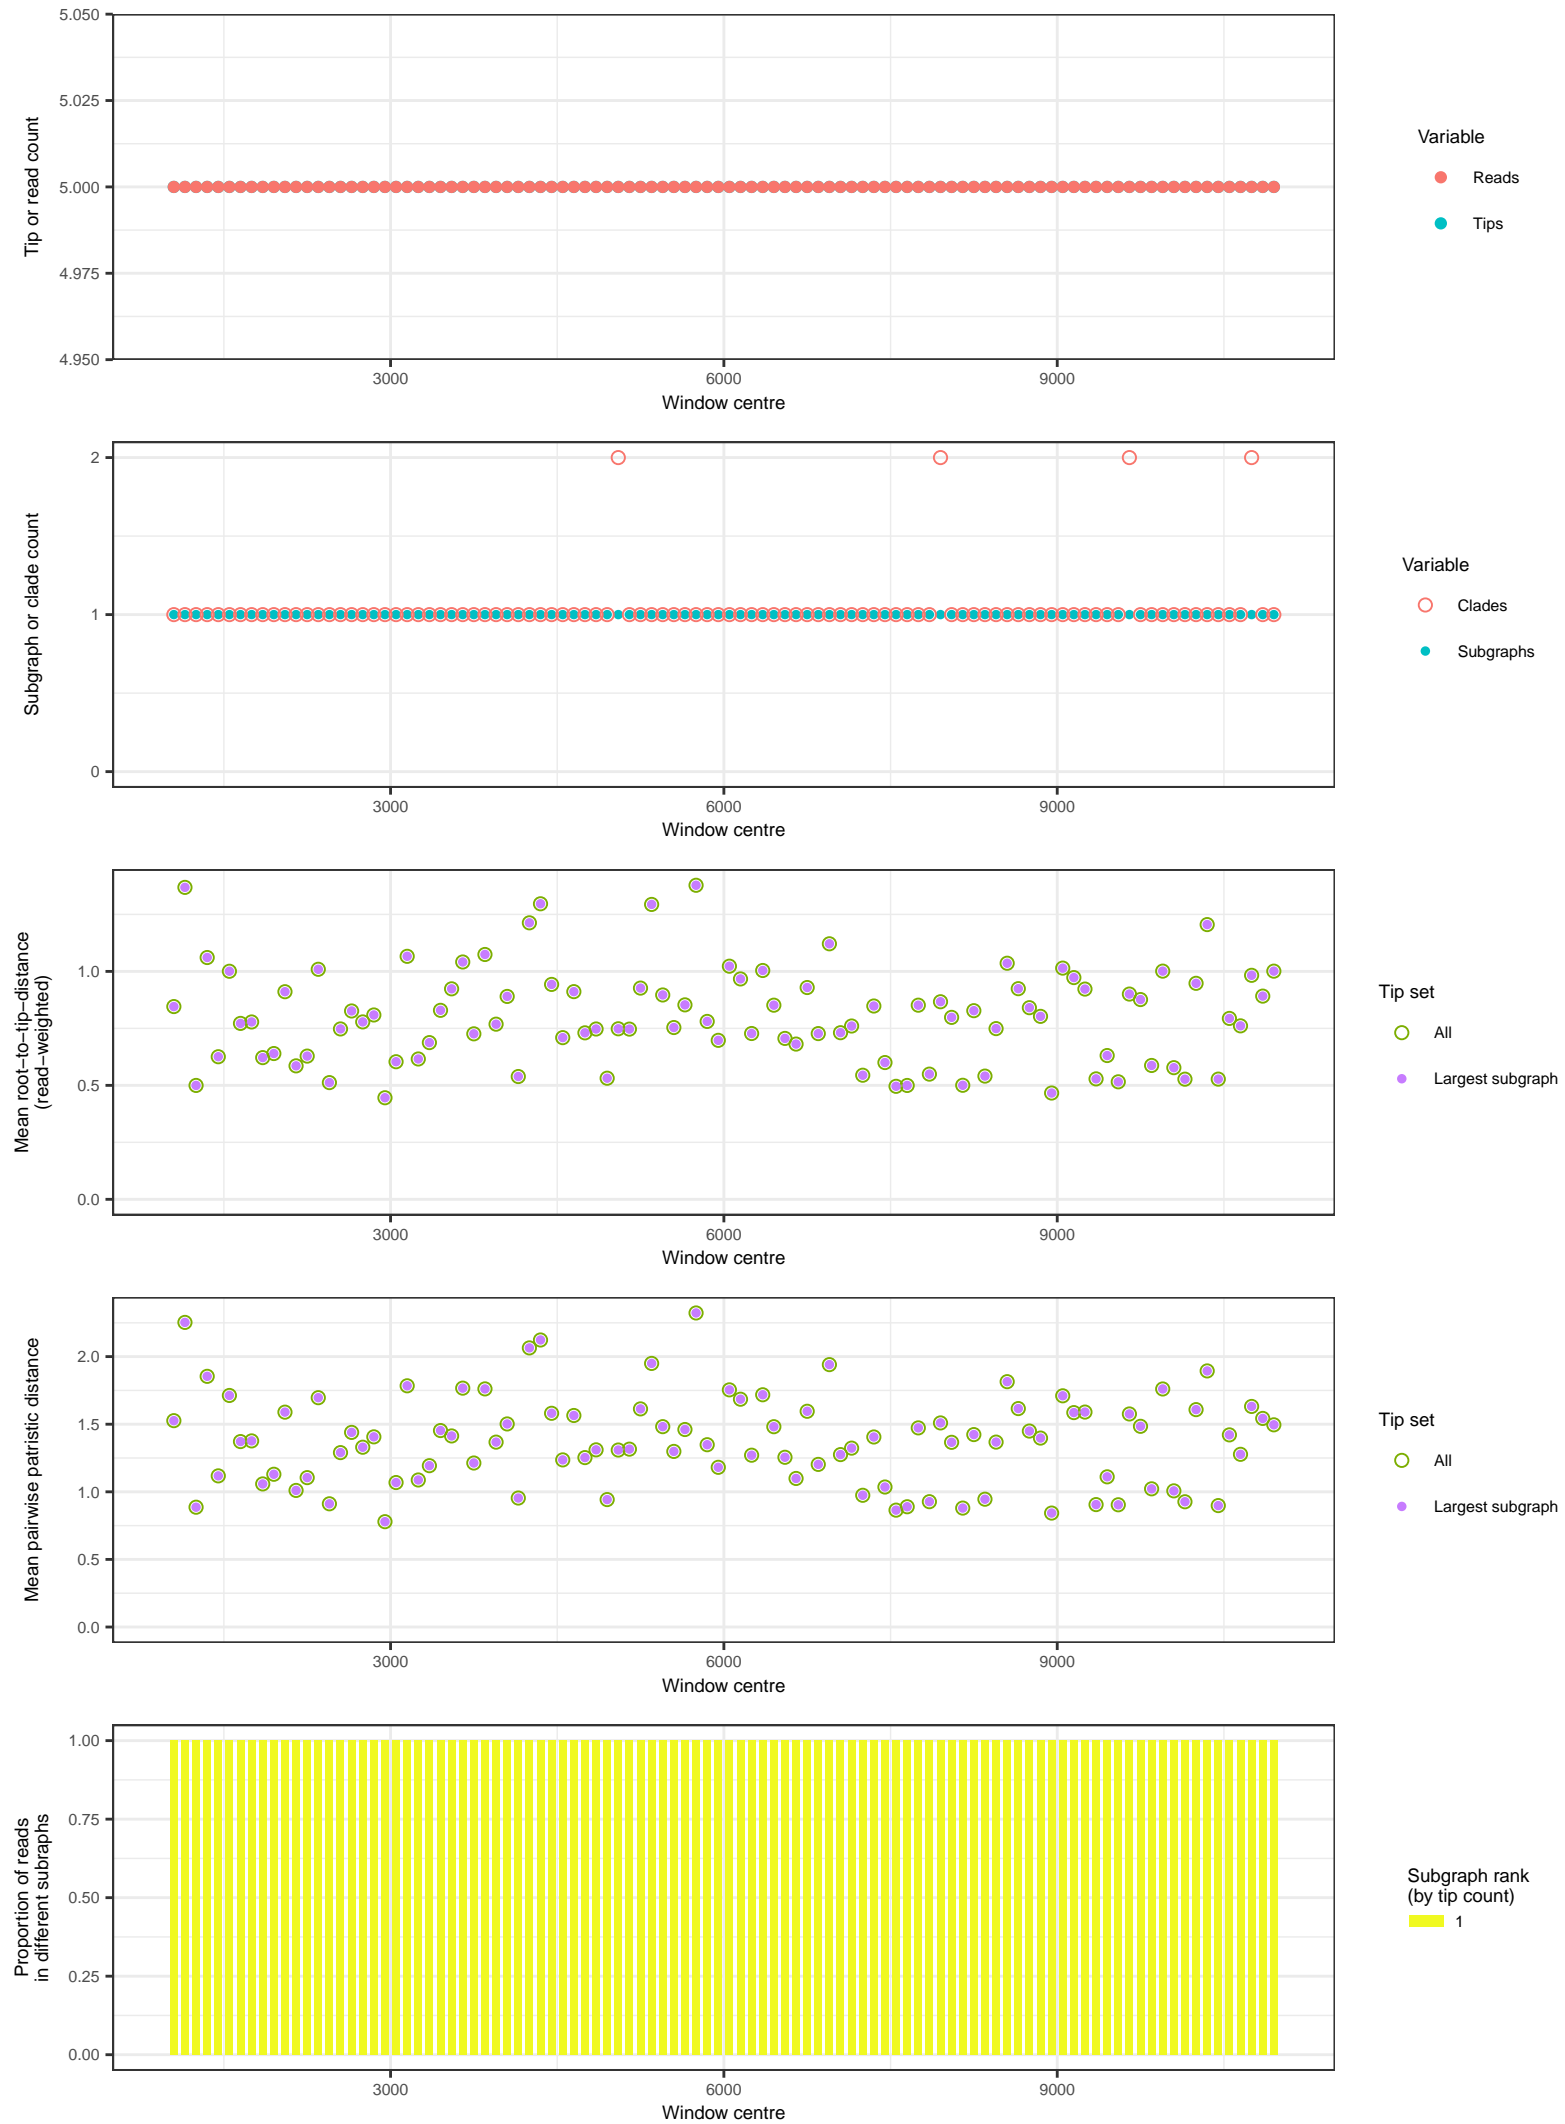 5.050
5.025
5.000
4.975
4.950
Tip or read count
3000
6000
9000
Window centre
Variable
Reads
Tips
2
1
0
Subgraph or clade count
3000
6000
9000
Window centre
Variable
Clades
Subgraphs
1.0
0.5
0.0
Mean root−to−tip−distance
(read−weighted)
3000
6000
9000
Window centre
Tip set
All
Largest subgraph
2.0
1.5
1.0
0.5
0.0
Mean pairwise patristic distance
3000
6000
9000
Window centre
Tip set
All
Largest subgraph
1.00
0.75
0.50
0.25
0.00
Proportion of reads
in different subraphs
3000
6000
9000
Window centre
Subgraph rank
(by tip count)
1